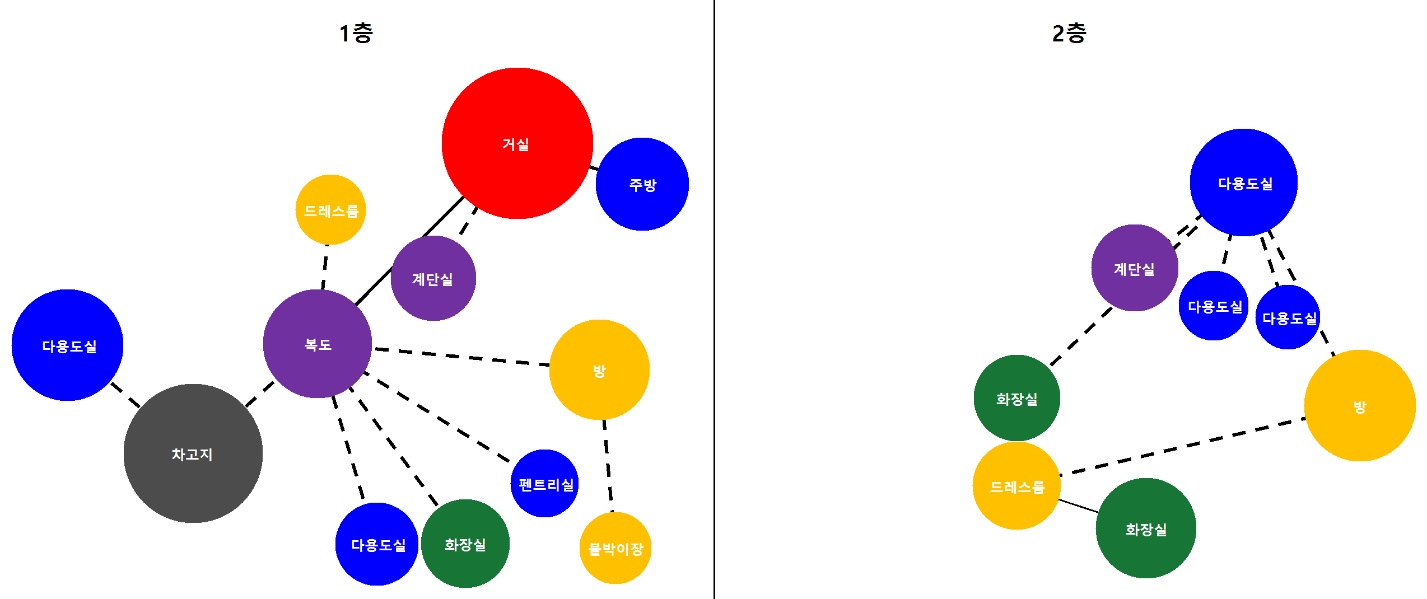 1층
거실
주방
드레스룸
계단실
다용도실
복도
방
차고지
펜트리실
다용도실
화장실
붙박이장
2층
다용도실
계단실
다용도실
다용도실
화장실
방
드레스룸
화장실